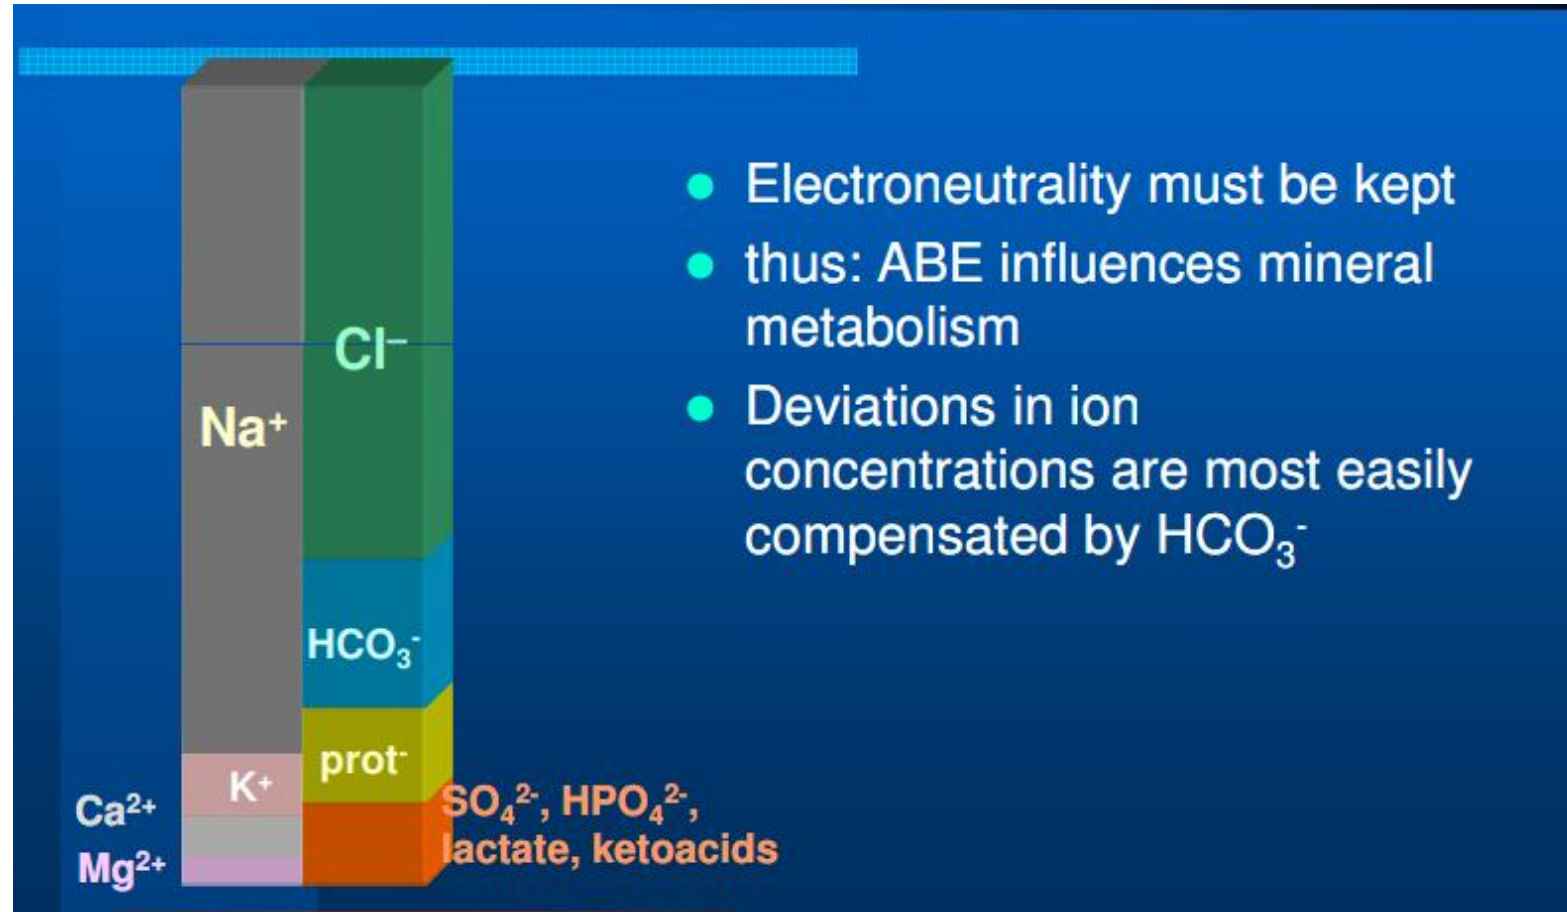 Cl–
Na+
HCO3-
prot-
K+
Ca2+
Mg2+
SO42-, HPO42-,
lactate, ketoacids
Electroneutrality must be kept
thus: ABE influences mineral
metabolism
Deviations in ion
concentrations are most easily
compensated by HCO3-